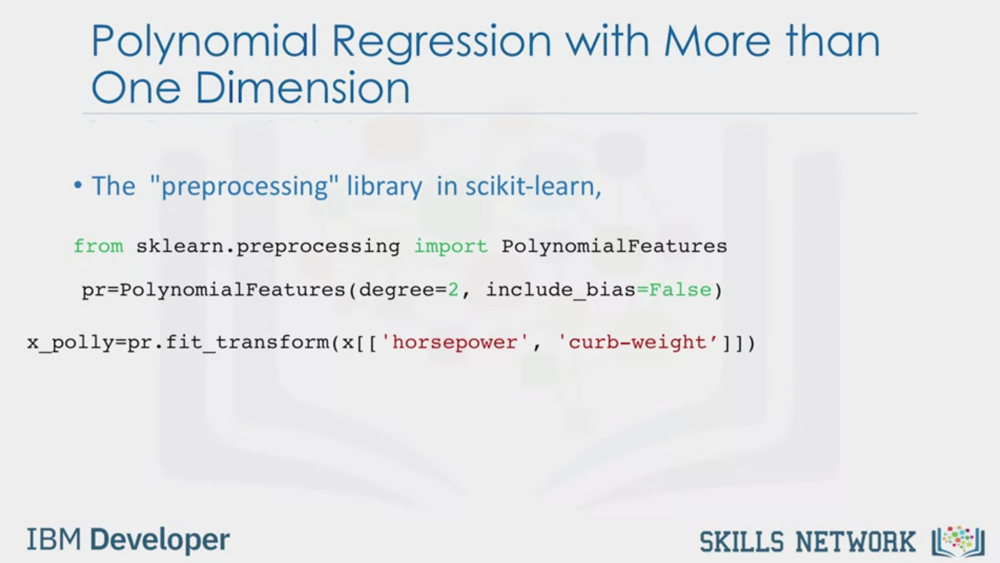 Polynomial Regression with More than
One Dimension
• The "preprocessing" library in scikit-learn,
from sklearn.preprocessing import PolynomialFeatures
pr=PolynomialFeatures(degree=2, include_bias=False)
x_polly=pr.fit_transform(x[['horsepower', 'curb-weight’]])
IBM Developer
SKILLS NETWORK